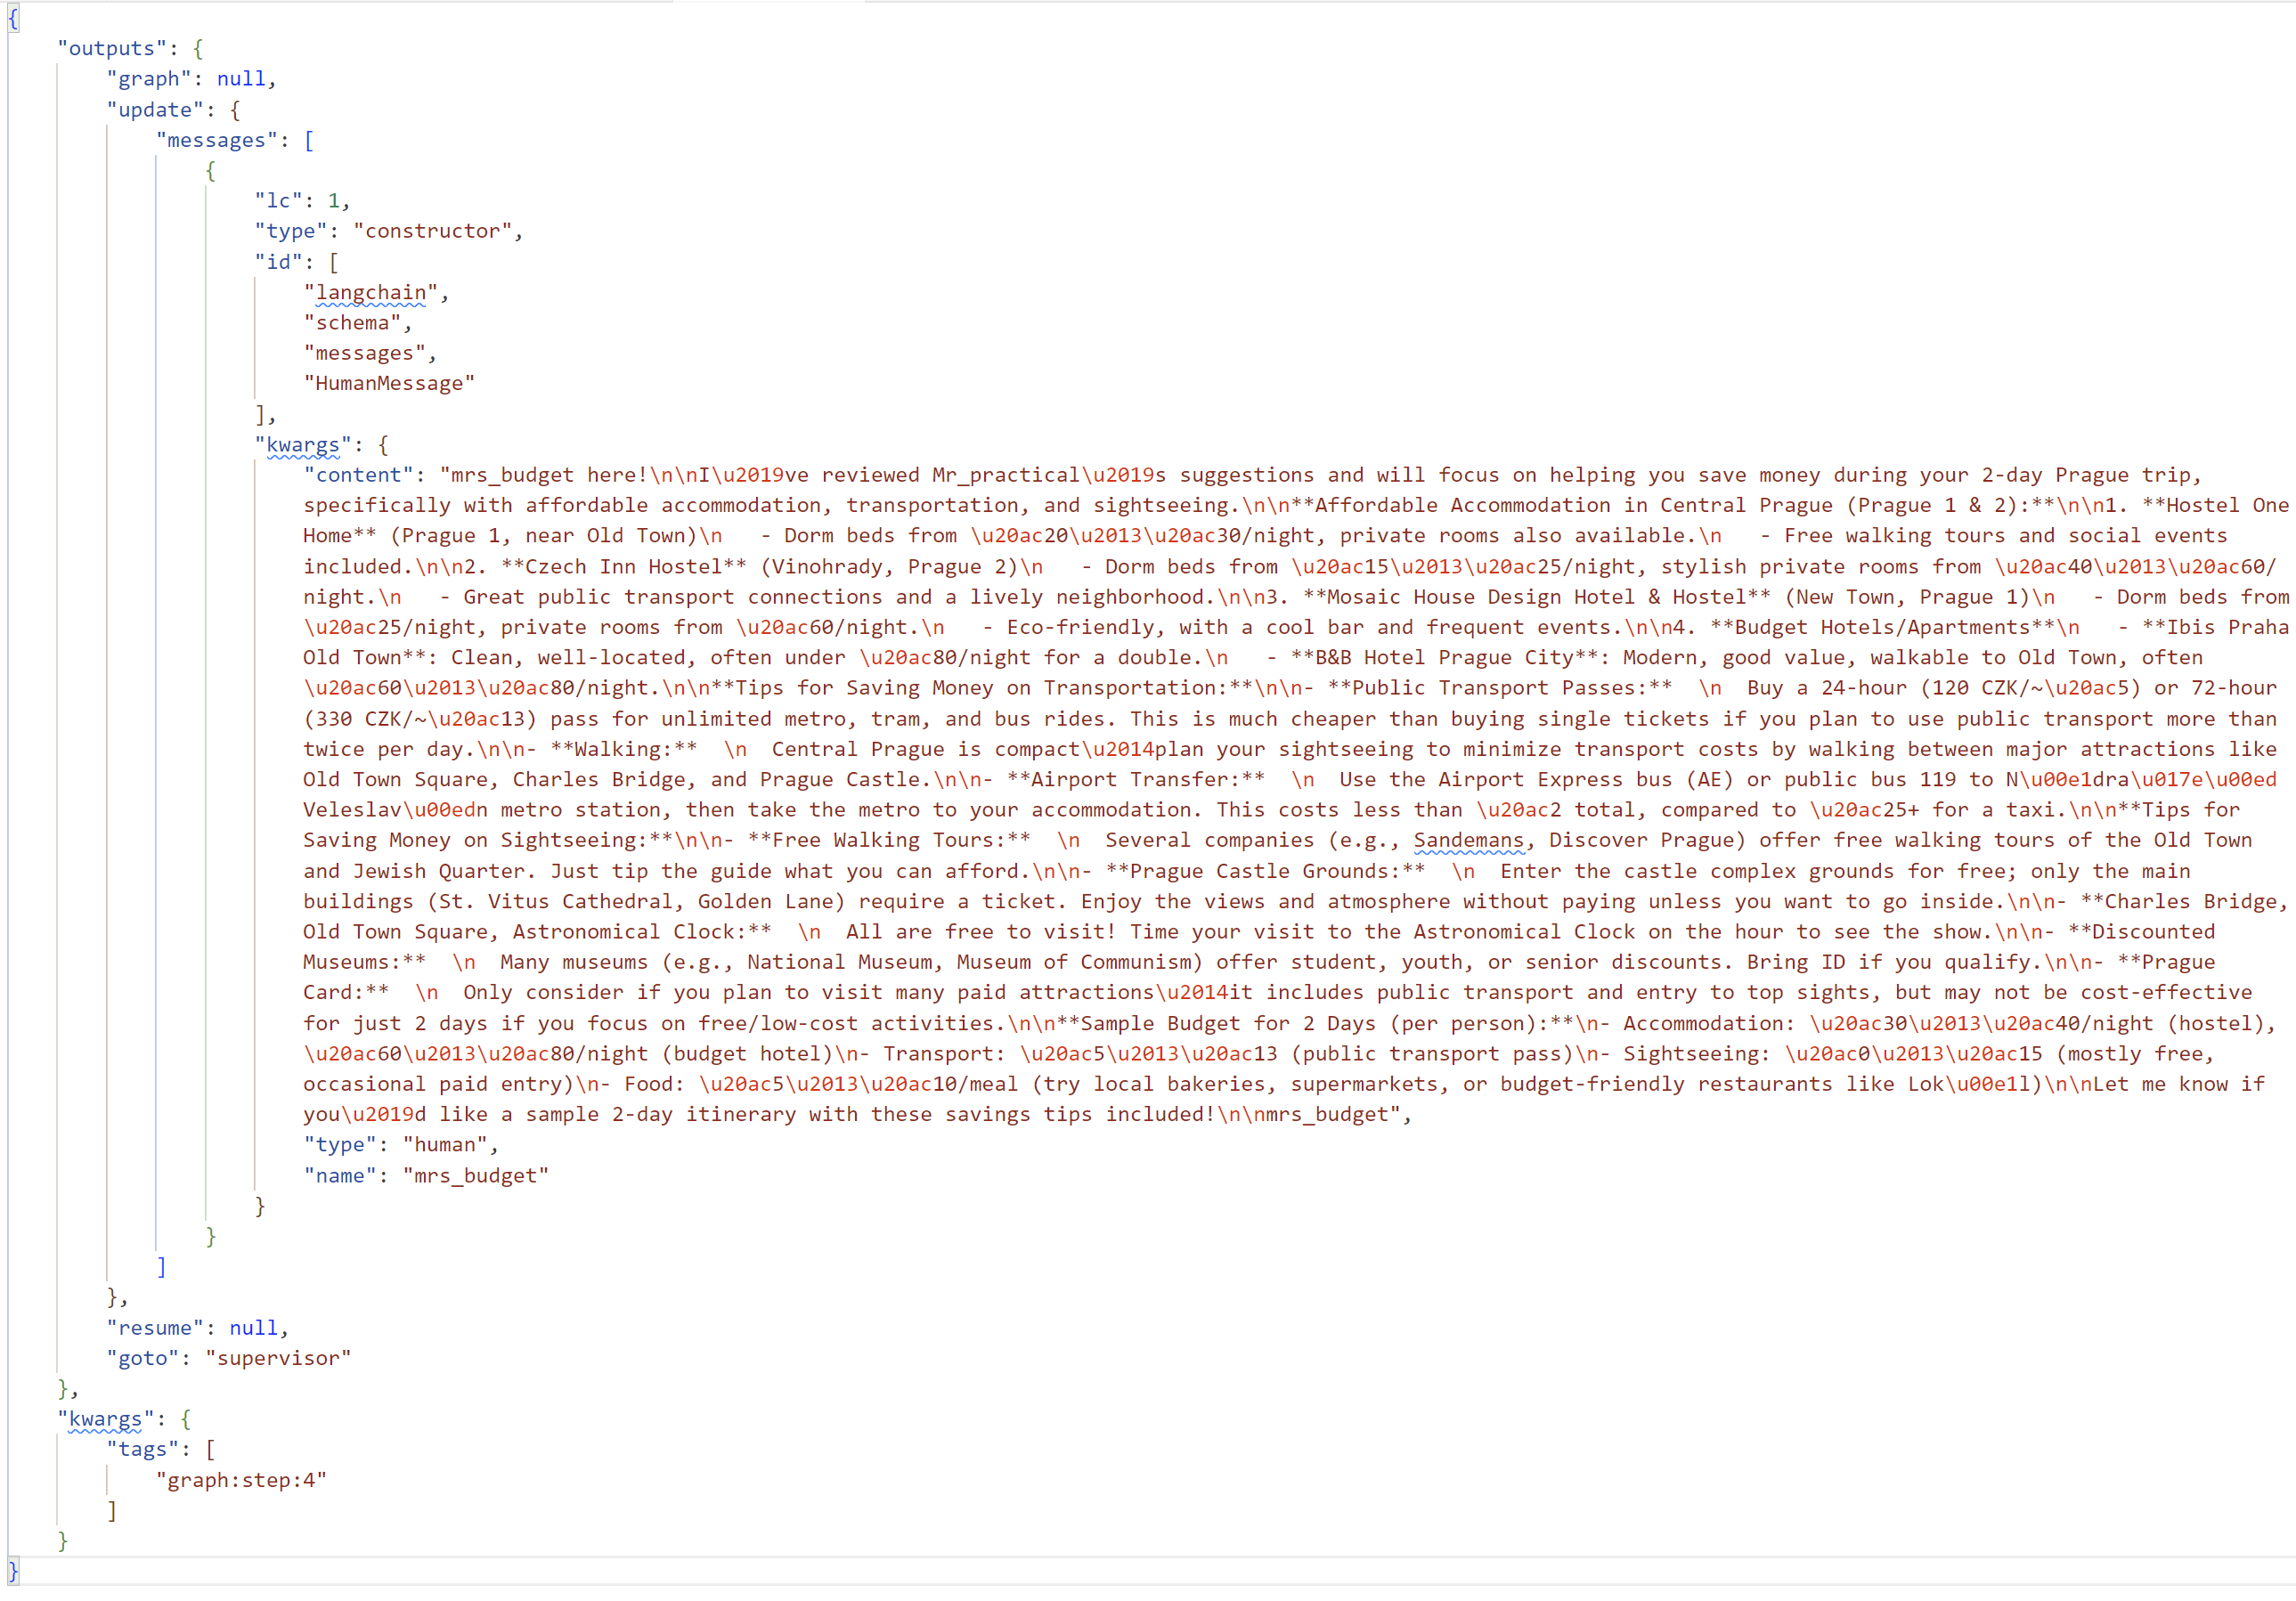 {
    "outputs": {
        "graph": null,
        "update": {
            "messages": [
                {
                    "lc": 1,
                    "type": "constructor",
                    "id": [
                        "langchain",
                        "schema",
                        "messages",
                        "HumanMessage"
                    ],
                    "kwargs": {
                        "content": "mrs_budget here!\n\nI\u2019ve reviewed Mr_practical\u2019s suggestions and will focus on helping you save money during your 2-day Prague trip,
                        specifically with affordable accommodation, transportation, and sightseeing.\n\n**Affordable Accommodation in Central Prague (Prague 1 & 2):**\n\n1. **Hostel One
                        Home** (Prague 1, near Old Town)\n   - Dorm beds from \u20ac20\u2013\u20ac30/night, private rooms also available.\n   - Free walking tours and social events
                        included.\n\n2. **Czech Inn Hostel** (Vinohrady, Prague 2)\n   - Dorm beds from \u20ac15\u2013\u20ac25/night, stylish private rooms from \u20ac40\u2013\u20ac60/
                        night.\n   - Great public transport connections and a lively neighborhood.\n\n3. **Mosaic House Design Hotel & Hostel** (New Town, Prague 1)\n   - Dorm beds from
                        \u20ac25/night, private rooms from \u20ac60/night.\n   - Eco-friendly, with a cool bar and frequent events.\n\n4. **Budget Hotels/Apartments**\n   - **Ibis Praha
                        Old Town**: Clean, well-located, often under \u20ac80/night for a double.\n   - **B&B Hotel Prague City**: Modern, good value, walkable to Old Town, often
                        \u20ac60\u2013\u20ac80/night.\n\n**Tips for Saving Money on Transportation:**\n\n- **Public Transport Passes:**  \n  Buy a 24-hour (120 CZK/~\u20ac5) or 72-hour
                        (330 CZK/~\u20ac13) pass for unlimited metro, tram, and bus rides. This is much cheaper than buying single tickets if you plan to use public transport more than
                        twice per day.\n\n- **Walking:**  \n  Central Prague is compact\u2014plan your sightseeing to minimize transport costs by walking between major attractions like
                        Old Town Square, Charles Bridge, and Prague Castle.\n\n- **Airport Transfer:**  \n  Use the Airport Express bus (AE) or public bus 119 to N\u00e1dra\u017e\u00ed
                        Veleslav\u00edn metro station, then take the metro to your accommodation. This costs less than \u20ac2 total, compared to \u20ac25+ for a taxi.\n\n**Tips for
                        Saving Money on Sightseeing:**\n\n- **Free Walking Tours:**  \n  Several companies (e.g., Sandemans, Discover Prague) offer free walking tours of the Old Town
                        and Jewish Quarter. Just tip the guide what you can afford.\n\n- **Prague Castle Grounds:**  \n  Enter the castle complex grounds for free; only the main
                        buildings (St. Vitus Cathedral, Golden Lane) require a ticket. Enjoy the views and atmosphere without paying unless you want to go inside.\n\n- **Charles Bridge,
                        Old Town Square, Astronomical Clock:**  \n  All are free to visit! Time your visit to the Astronomical Clock on the hour to see the show.\n\n- **Discounted
                        Museums:**  \n  Many museums (e.g., National Museum, Museum of Communism) offer student, youth, or senior discounts. Bring ID if you qualify.\n\n- **Prague
                        Card:**  \n  Only consider if you plan to visit many paid attractions\u2014it includes public transport and entry to top sights, but may not be cost-effective
                        for just 2 days if you focus on free/low-cost activities.\n\n**Sample Budget for 2 Days (per person):**\n- Accommodation: \u20ac30\u2013\u20ac40/night (hostel),
                        \u20ac60\u2013\u20ac80/night (budget hotel)\n- Transport: \u20ac5\u2013\u20ac13 (public transport pass)\n- Sightseeing: \u20ac0\u2013\u20ac15 (mostly free,
                        occasional paid entry)\n- Food: \u20ac5\u2013\u20ac10/meal (try local bakeries, supermarkets, or budget-friendly restaurants like Lok\u00e1l)\n\nLet me know if
                        you\u2019d like a sample 2-day itinerary with these savings tips included!\n\nmrs_budget",
                        "type": "human",
                        "name": "mrs_budget"
                    }
                }
            ]
        },
        "resume": null,
        "goto": "supervisor"
    },
    "kwargs": {
        "tags": [
            "graph:step:4"
        ]
    }
}